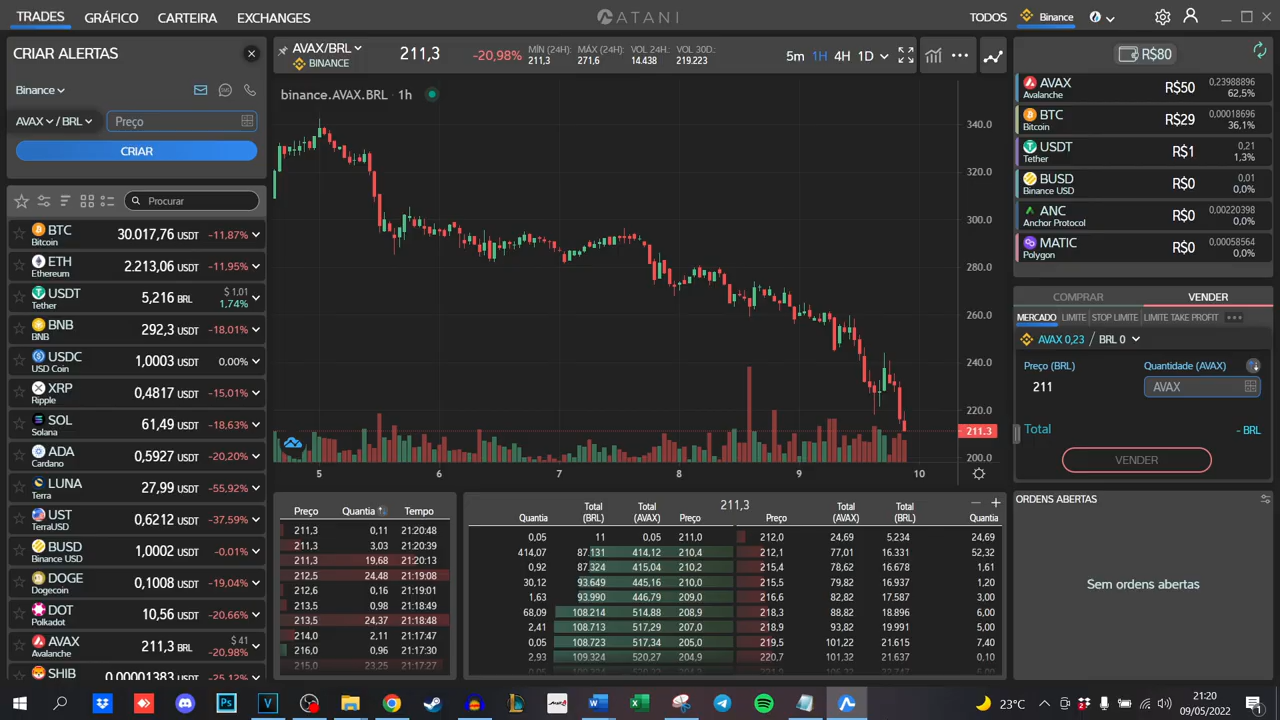 TRADES GRÁFICO CARTEIRA EXCHANGES
ATANI
TODOS Binance
CRIAR ALERTAS
Binance
AVAX / BRL Preço
CRIAR
Procurar
BTC Bitcoin 30.017,76 USDT -11,87%
ETH Ethereum 2.213,06 USDT -11,95%
USDT Tether 5,216 BRL $ 1,01 1,74%
BNB BNB 292,3 USDT -18,01%
USDC USD Coin 1,0003 USDT 0,00%
XRP Ripple 0,4817 USDT -15,01%
SOL Solana 61,49 USDT -18,63%
ADA Cardano 0,5927 USDT -20,20%
LUNA Terra 27,99 USDT -55,92%
UST TerraUSD 0,6212 USDT -37,59%
BUSD Binance USD 1,0002 USDT -0,01%
DOGE Dogecoin 0,1008 USDT -19,04%
DOT Polkadot 10,56 USDT -20,66%
AVAX Avalanche 211,3 BRL $ 41 -20,98%
SHIB 0,00001383 USDT -25,12%
AVAX/BRL BINANCE 211,3 -20,98%
MÍN (24H): 211,3 MÁX (24H): 271,6 VOL 24H.: 14.438 VOL 30D.: 219.223
5m 1H 4H 1D
binance.AVAX.BRL · 1h
340.0
320.0
300.0
280.0
260.0
240.0
220.0
211.3
200.0
5 6 7 8 9 10
Preço Quantia Tempo
211,3 0,11 21:20:48
211,3 3,03 21:20:39
211,3 19,68 21:20:13
212,5 24,48 21:19:08
212,6 0,16 21:19:01
213,5 0,98 21:18:49
213,5 24,37 21:18:48
214,0 2,11 21:17:47
216,0 0,96 21:17:30
215,0 23,25 21:17:27
211,3
Quantia Total (BRL) Total (AVAX) Preço Preço Total (AVAX) Total (BRL) Quantia
0,05 11 0,05 211,0 212,0 24,69 5.234 24,69
414,07 87.131 414,12 210,4 212,1 77,01 16.331 52,32
0,92 87.324 415,04 210,2 215,4 78,62 16.678 1,61
30,12 93.649 445,16 210,0 215,5 79,82 16.937 1,20
1,63 93.990 446,79 209,0 216,6 82,82 17.587 3,00
68,09 108.214 514,88 208,9 218,3 88,82 18.896 6,00
2,41 108.713 517,29 207,0 218,9 93,82 19.991 5,00
0,05 108.723 517,34 205,0 219,5 101,22 21.615 7,40
2,93 109.324 520,27 204,9 220,7 101,32 21.637 0,10
R$80
AVAX Avalanche R$50 0,23988896 62,5%
BTC Bitcoin R$29 0,00018696 36,1%
USDT Tether R$1 0,21 1,3%
BUSD Binance USD R$0 0,01 0,0%
ANC Anchor Protocol R$0 0,00220398 0,0%
MATIC Polygon R$0 0,00058564 0,0%
COMPRAR VENDER
MERCADO LIMITE STOP LIMITE LIMITE TAKE PROFIT
AVAX 0,23 / BRL 0
Preço (BRL) Quantidade (AVAX)
211 AVAX
Total - BRL
VENDER
ORDENS ABERTAS
Sem ordens abertas
23°C 21:20
09/05/2022